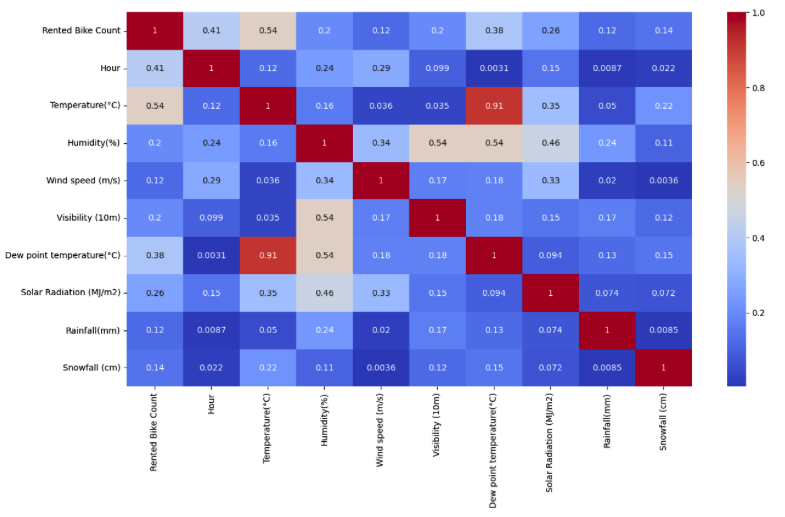 Rented Bike Count 1 0.41 0.54 0.2 0.12 0.2 0.38 0.26 0.12 0.14
Hour 0.41 1 0.12 0.24 0.29 0.099 0.0031 0.15 0.0087 0.022
Temperature(°C) 0.54 0.12 1 0.16 0.036 0.035 0.91 0.35 0.05 0.22
Humidity(%) 0.2 0.24 0.16 1 0.34 0.54 0.54 0.46 0.24 0.11
Wind speed (m/s) 0.12 0.29 0.036 0.34 1 0.17 0.18 0.33 0.02 0.0036
Visibility (10m) 0.2 0.099 0.035 0.54 0.17 1 0.18 0.15 0.17 0.12
Dew point temperature(°C) 0.38 0.0031 0.91 0.54 0.18 0.18 1 0.094 0.13 0.15
Solar Radiation (MJ/m2) 0.26 0.15 0.35 0.46 0.33 0.15 0.094 1 0.074 0.072
Rainfall(mm) 0.12 0.0087 0.05 0.24 0.02 0.17 0.13 0.074 1 0.0085
Snowfall (cm) 0.14 0.022 0.22 0.11 0.0036 0.12 0.15 0.072 0.0085 1
Rented Bike Count
Hour
Temperature(°C)
Humidity(%)
Wind speed (m/s)
Visibility (10m)
Dew point temperature(°C)
Solar Radiation (MJ/m2)
Rainfall(mm)
Snowfall (cm)
1.0
0.8
0.6
0.4
0.2